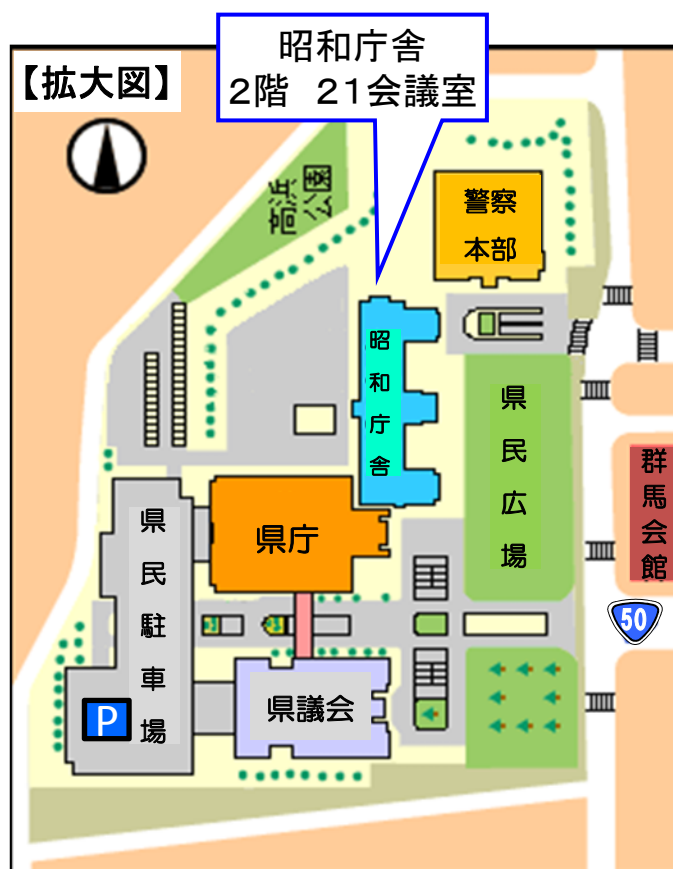 昭和庁舎
2階　21会議室
【拡大図】
高浜
公園
警察
本部
昭和庁舎
県民広場
群馬会館
県庁
県民駐車場
50
県議会
P